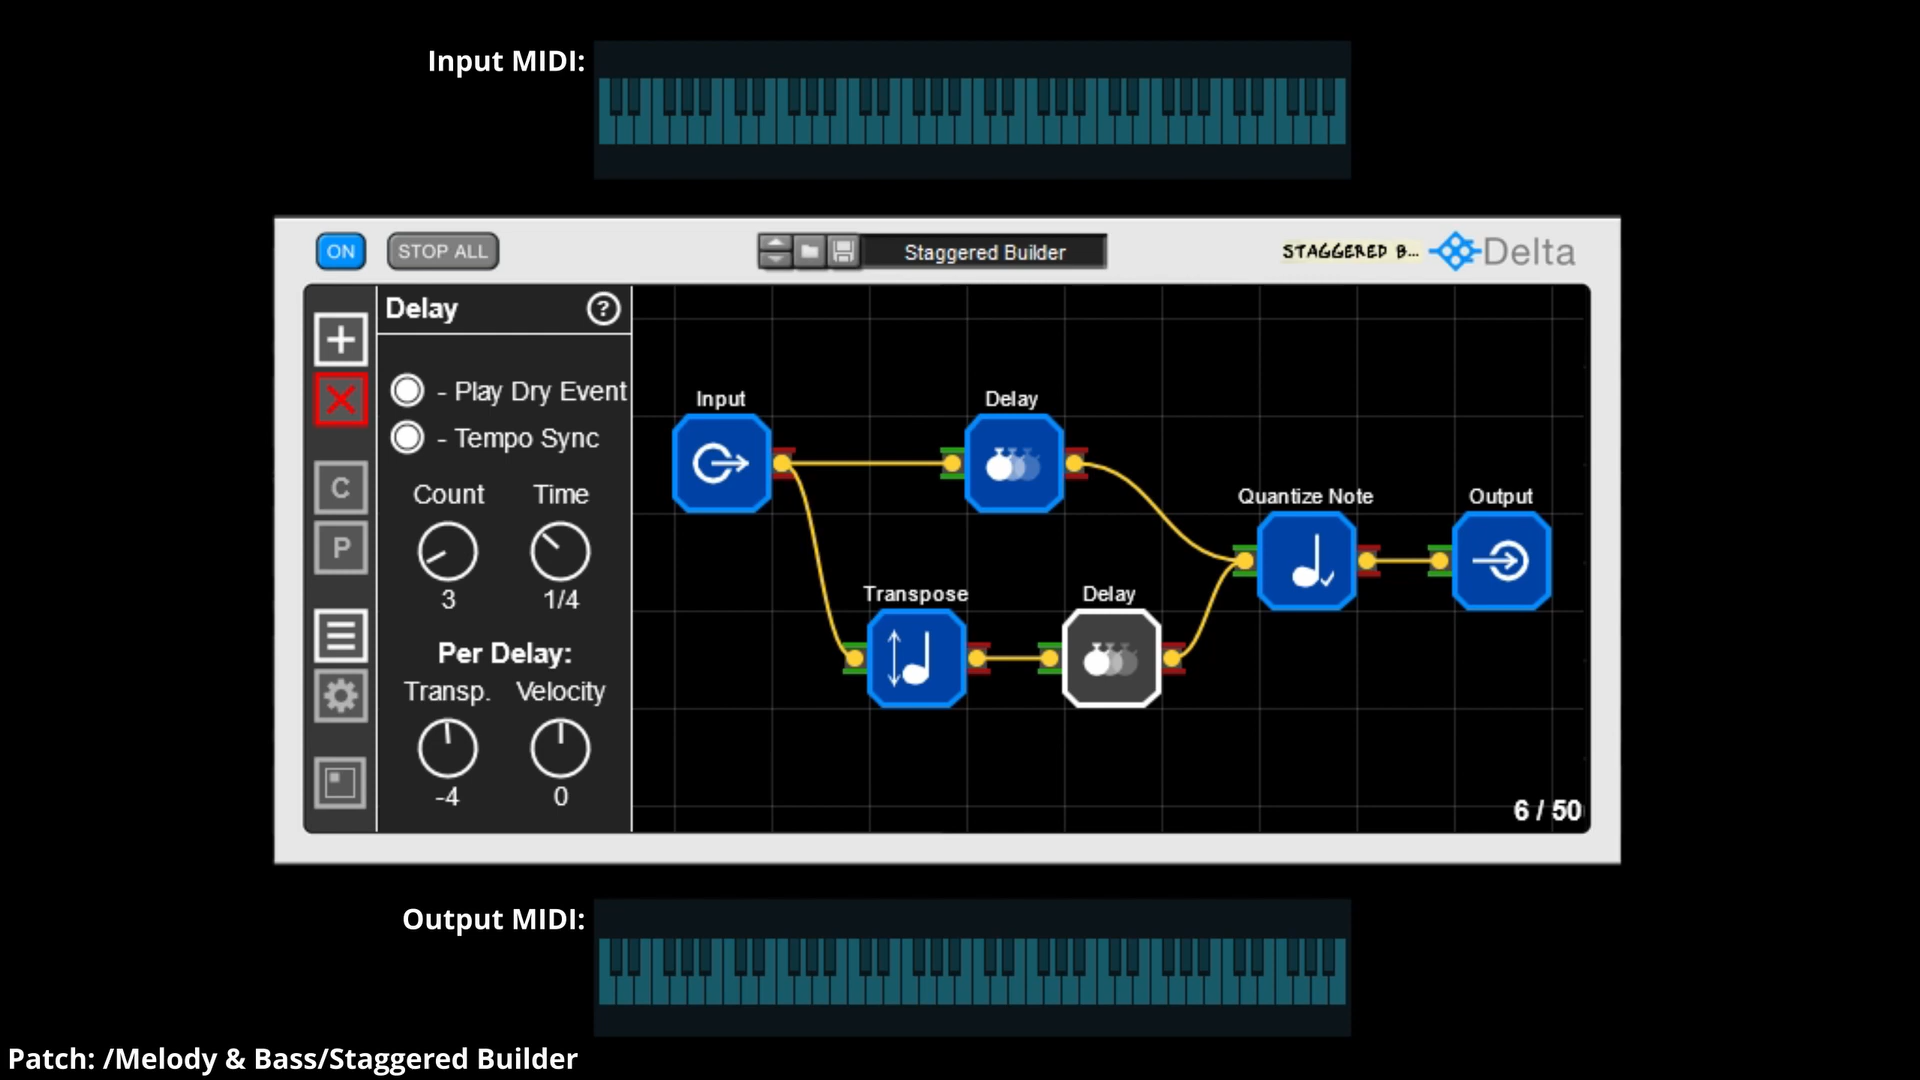 Input MIDI:
ON
STOP ALL
Staggered Builder
STAGGERED B...
Delta
Delay
?
- Play Dry Event
- Tempo Sync
Count
Time
3
1/4
Per Delay:
Transp.
Velocity
-4
0
C
P
Input
Delay
Quantize Note
Output
Transpose
Delay
6 / 50
Output MIDI:
Patch: /Melody & Bass/Staggered Builder